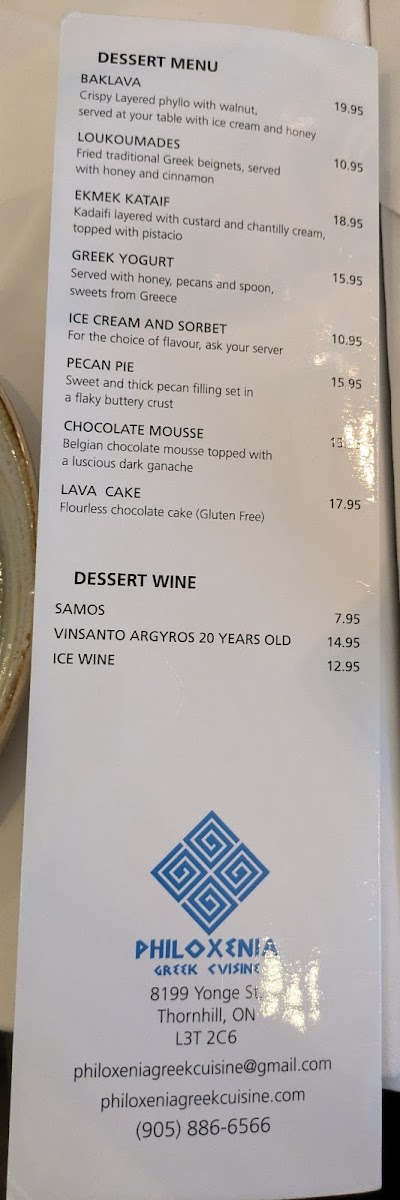 DESSERT MENU
BAKLAVA
Crispy Layered phyllo with walnut, 19.95
served at your table with ice cream and honey
LOUKOUMADES
Fried traditional Greek beignets, served 10.95
with honey and cinnamon
EKMEK KATAIF
Kadaifi layered with custard and chantilly cream, 18.95
topped with pistacio
GREEK YOGURT
Served with honey, pecans and spoon, 15.95
sweets from Greece
ICE CREAM AND SORBET
For the choice of flavour, ask your server 10.95
PECAN PIE
Sweet and thick pecan filling set in 15.95
a flaky buttery crust
CHOCOLATE MOUSSE
Belgian chocolate mousse topped with
a luscious dark ganache
LAVA CAKE
Flourless chocolate cake (Gluten Free) 17.95
DESSERT WINE
SAMOS 7.95
VINSANTO ARGYROS 20 YEARS OLD 14.95
ICE WINE 12.95
PHILOXENIA
GREEK CUISINE
8199 Yonge St.
Thornhill, ON
L3T 2C6
philoxeniagreekcuisine@gmail.com
philoxeniagreekcuisine.com
(905) 886-6566